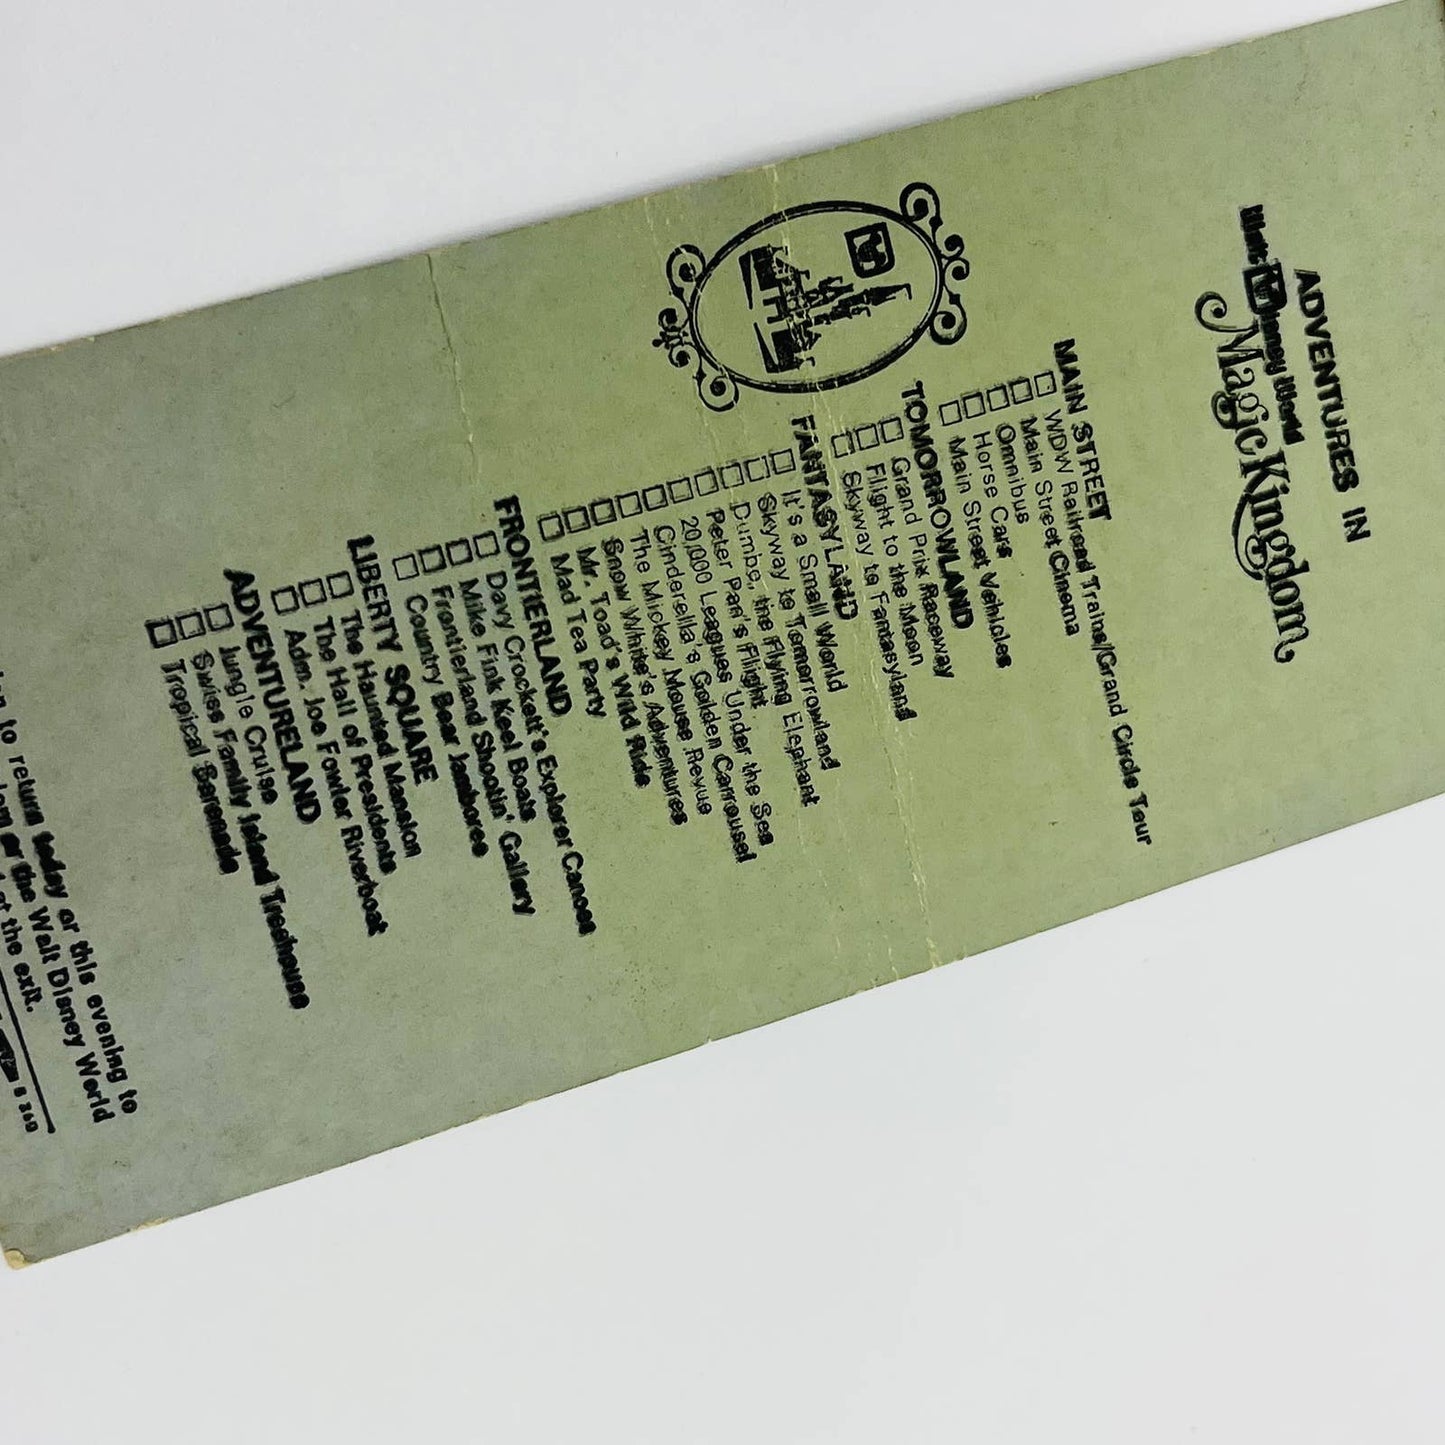 ADVENTURES IN
Walt Disney World
Magic Kingdom
MAIN STREET
WDW Railroad Trains/Grand Circle Tour
Main Street Cinema
Omnibus
Horse Cars
Main Street Vehicles
TOMORROWLAND
Grand Prix Raceway
Flight to the Moon
Skyway to Fantasyland
FANTASYLAND
It's a Small World
Skyway to Tomorrowland
Dumbo, the Flying Elephant
Peter Pan's Flight
20,000 Leagues Under the Sea
Cinderella's Golden Carrousel
The Mickey Mouse Revue
Snow White's Adventures
Mr. Toad's Wild Ride
Mad Tea Party
FRONTIERLAND
Davy Crockett's Explorer Canoes
Mike Fink Keel Boats
Frontierland Shootin' Gallery
Country Bear Jamboree
LIBERTY SQUARE
The Haunted Mansion
The Hall of Presidents
Adm. Joe Fowler Riverboat
ADVENTURELAND
Jungle Cruise
Swiss Family Island Treehouse
Tropical Serenade
to return today or this evening to
or the Walt Disney World
at the exit.